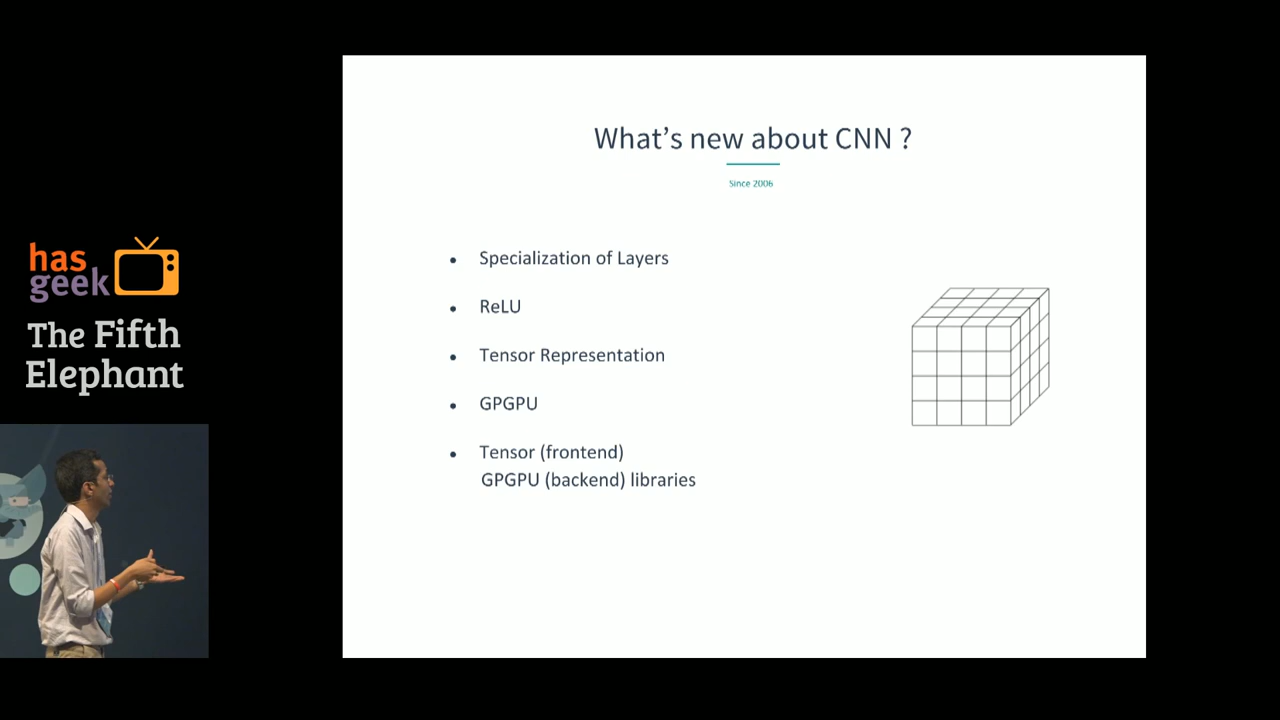 has
geek
The Fifth
Elephant
What's new about CNN ?
Since 2006
• Specialization of Layers
• ReLU
• Tensor Representation
• GPGPU
• Tensor (frontend)
GPGPU (backend) libraries